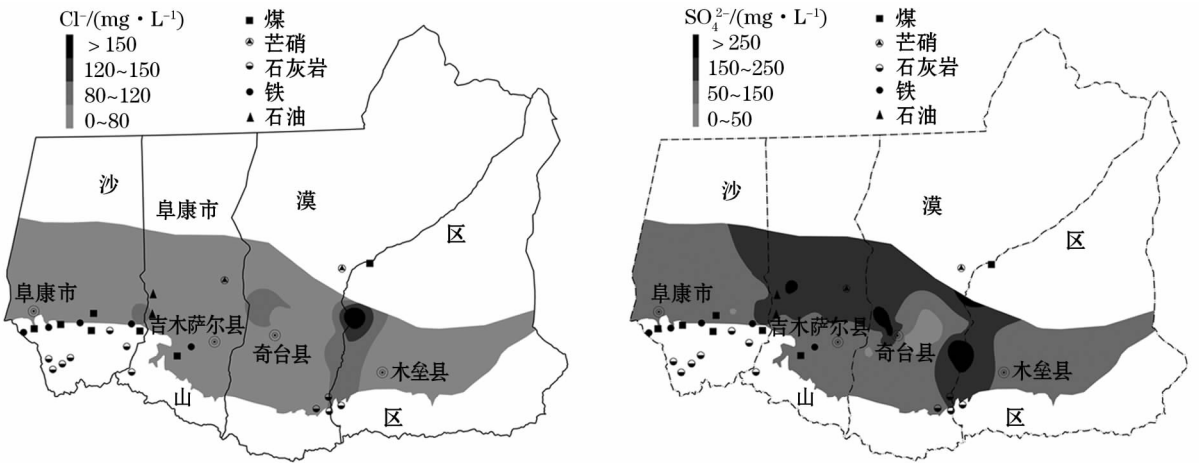 Cl⁻/(mg · L⁻¹)
>150
120~150
80~120
0~80
煤
芒硝
石灰岩
铁
石油
沙
阜康市
漠
区
阜康市
吉木萨尔县
奇台县
木垒县
山
区
SO₄²⁻/(mg · L⁻¹)
>250
150~250
50~150
0~50
煤
芒硝
石灰岩
铁
石油
沙
漠
区
阜康市
吉木萨尔县
奇台县
木垒县
山
区